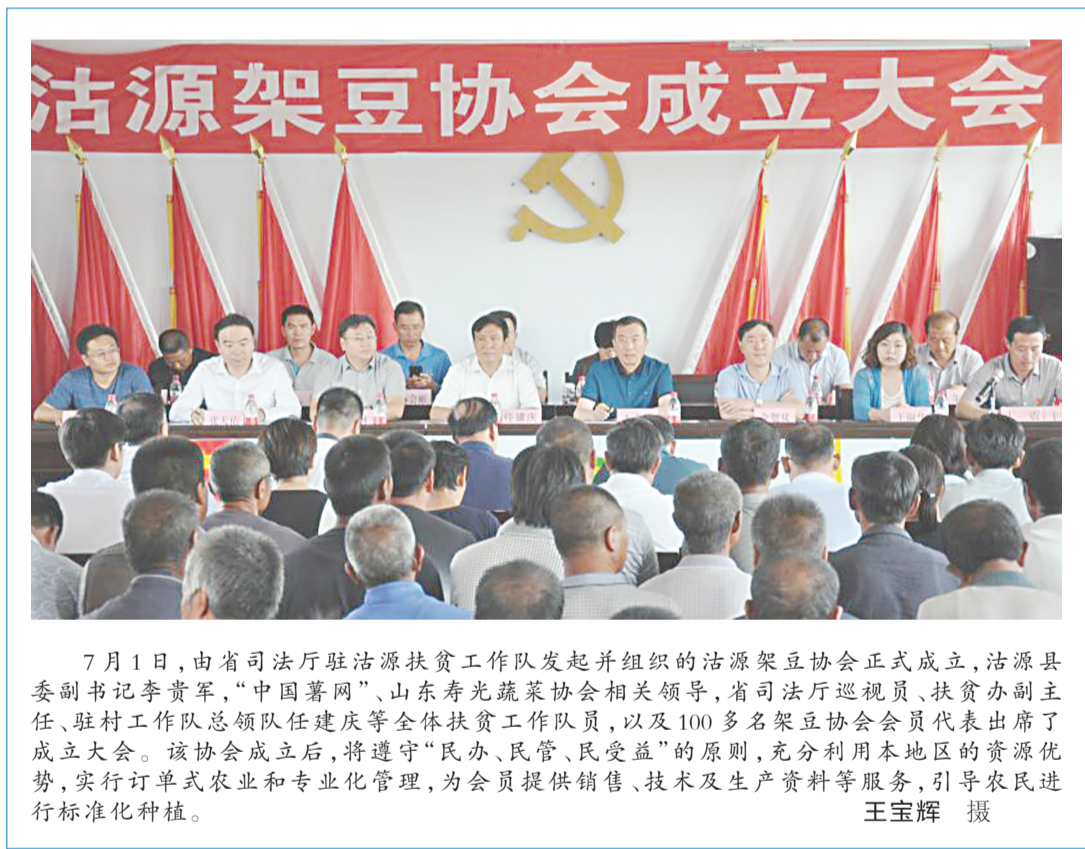 沽源架豆协会成立大会
任建庆
7月1日,由省司法厅驻沽源扶贫工作队发起并组织的沽源架豆协会正式成立,沽源县
委副书记李贵军,“中国薯网”、山东寿光蔬菜协会相关领导,省司法厅巡视员、扶贫办副主
任、驻村工作队总领队任建庆等全体扶贫工作队员,以及100多名架豆协会会员代表出席了
成立大会。该协会成立后,将遵守“民办、民管、民受益”的原则,充分利用本地区的资源优
势,实行订单式农业和专业化管理,为会员提供销售、技术及生产资料等服务,引导农民进
行标准化种植。 王宝辉 摄